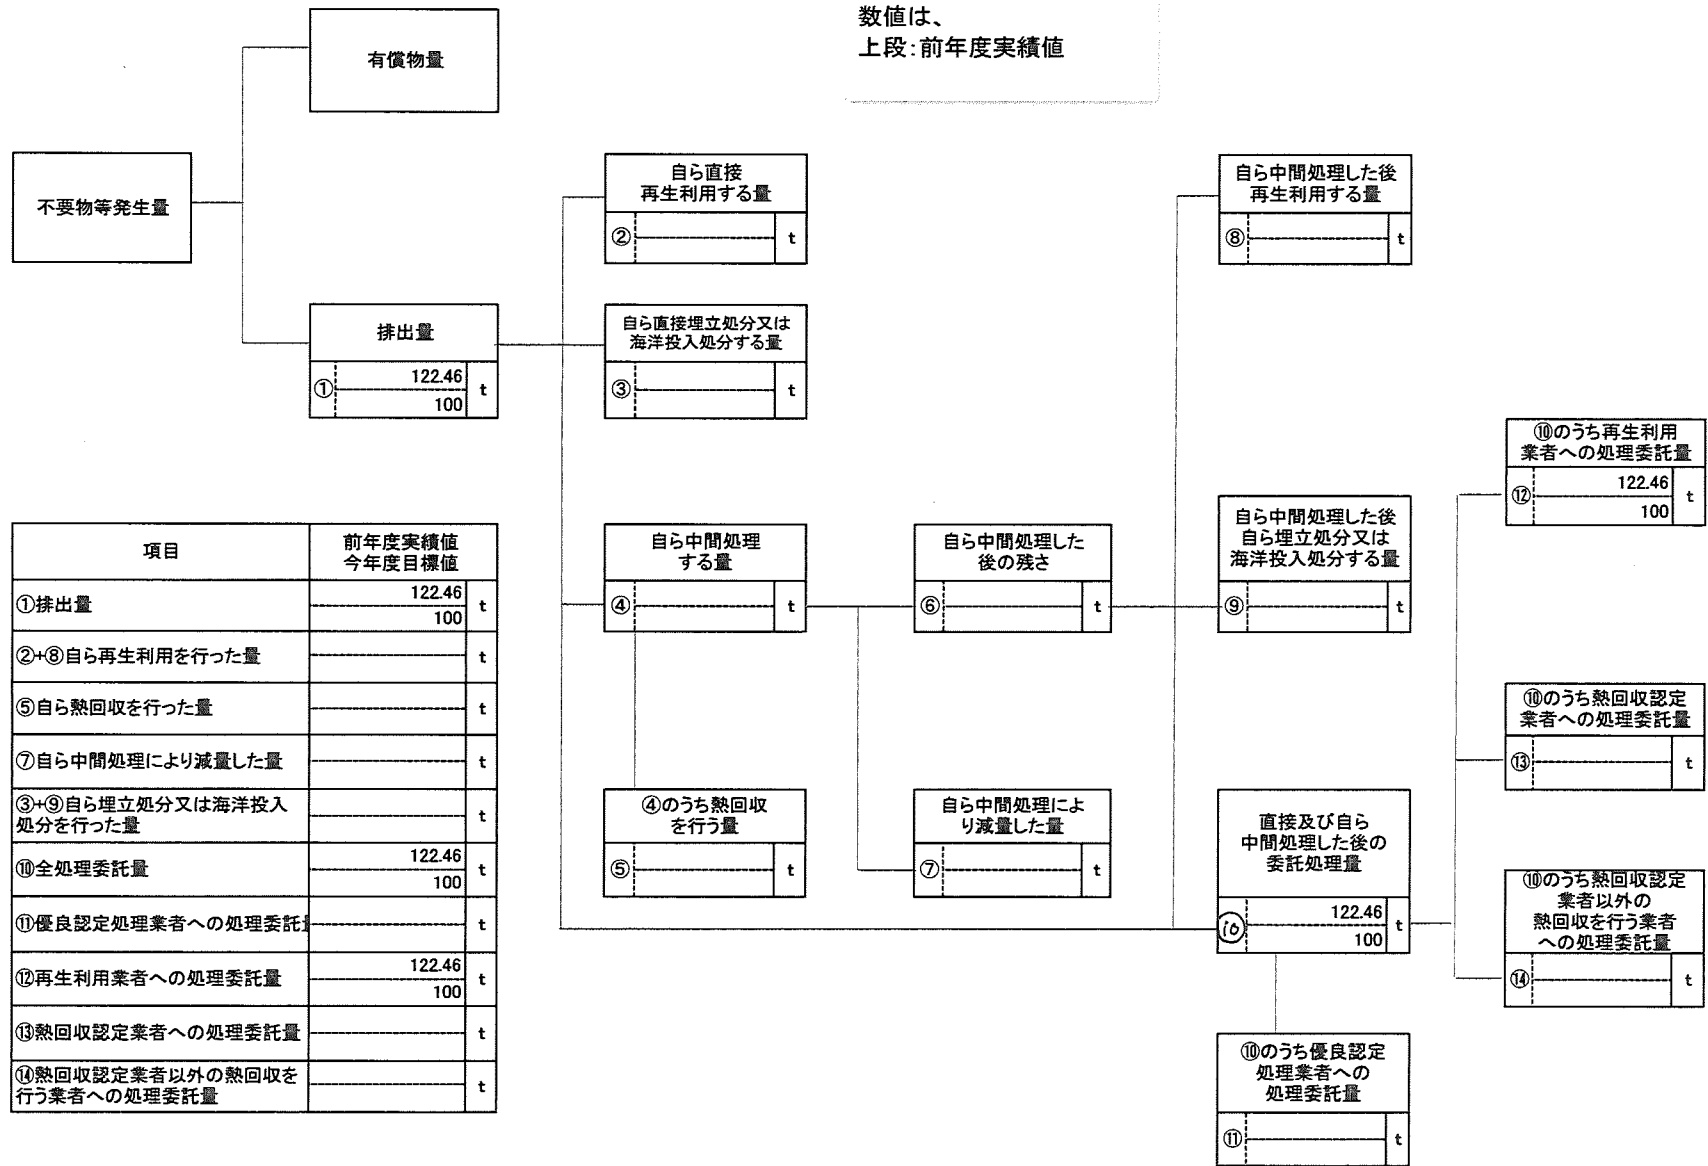 数値は、
上段:前年度実績値
有償物量
不要物等発生量
排出量
① 122.46 t
100
自ら直接
再生利用する量
② t
自ら直接埋立処分又は
海洋投入処分する量
③ t
自ら中間処理
する量
④ t
④のうち熱回収
を行う量
⑤ t
自ら中間処理した
後の残さ
⑥ t
自ら中間処理によ
り減量した量
⑦ t
自ら中間処理した後
再生利用する量
⑧ t
自ら中間処理した後
自ら埋立処分又は
海洋投入処分する量
⑨ t
直接及び自ら
中間処理した後の
委託処理量
⑩ 122.46 t
100
⑩のうち優良認定
処理業者への
処理委託量
⑪ t
⑩のうち再生利用
業者への処理委託量
⑫ 122.46 t
100
⑩のうち熱回収認定
業者への処理委託量
⑬ t
⑩のうち熱回収認定
業者以外の
熱回収を行う業者
への処理委託量
⑭ t
項目 前年度実績値
今年度目標値
①排出量 122.46 t
100
②+⑧自ら再生利用を行った量 t
⑤自ら熱回収を行った量 t
⑦自ら中間処理により減量した量 t
③+⑨自ら埋立処分又は海洋投入
処分を行った量 t
⑩全処理委託量 122.46 t
100
⑪優良認定処理業者への処理委託 t
⑫再生利用業者への処理委託量 122.46 t
100
⑬熱回収認定業者への処理委託量 t
⑭熱回収認定業者以外の熱回収を
行う業者への処理委託量 t